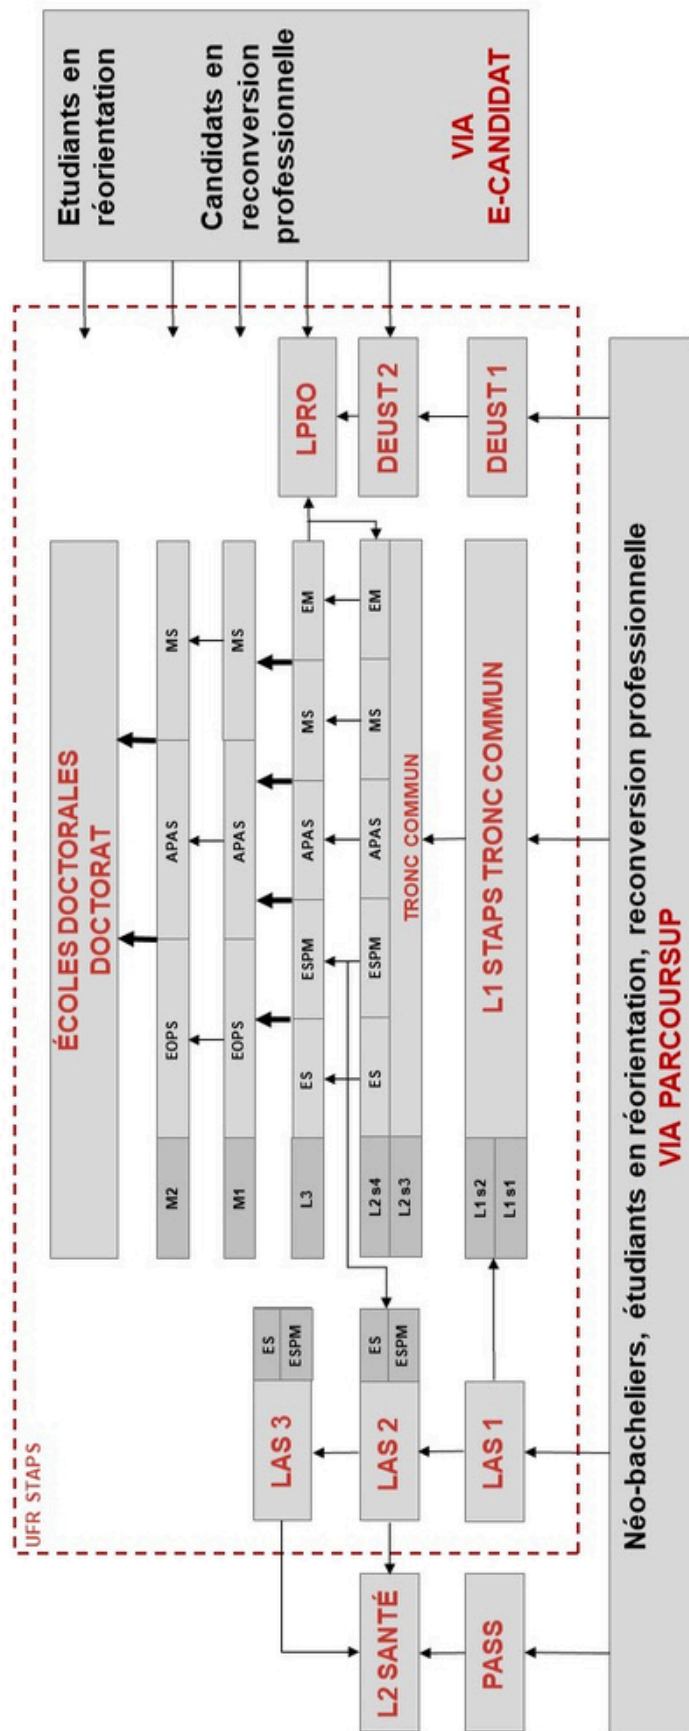 Etudiants en
réorientation
Candidats en
reconversion
professionnelle
VIA
E-CANDIDAT
UFR STAPS
ÉCOLES DOCTORALES
DOCTORAT
M2
EOPS
APAS
MS
M1
EOPS
APAS
MS
LAS 3
ES
ESPM
L3
ES
ESPM
APAS
MS
EM
LPRO
L2 SANTÉ
LAS 2
ES
ESPM
L2 s4
L2 s3
ES
ESPM
APAS
MS
EM
TRONC COMMUN
DEUST 2
PASS
LAS 1
L1 s2
L1 s1
L1 STAPS TRONC COMMUN
DEUST 1
Néo-bacheliers, étudiants en réorientation, reconversion professionnelle
VIA PARCOURSUP